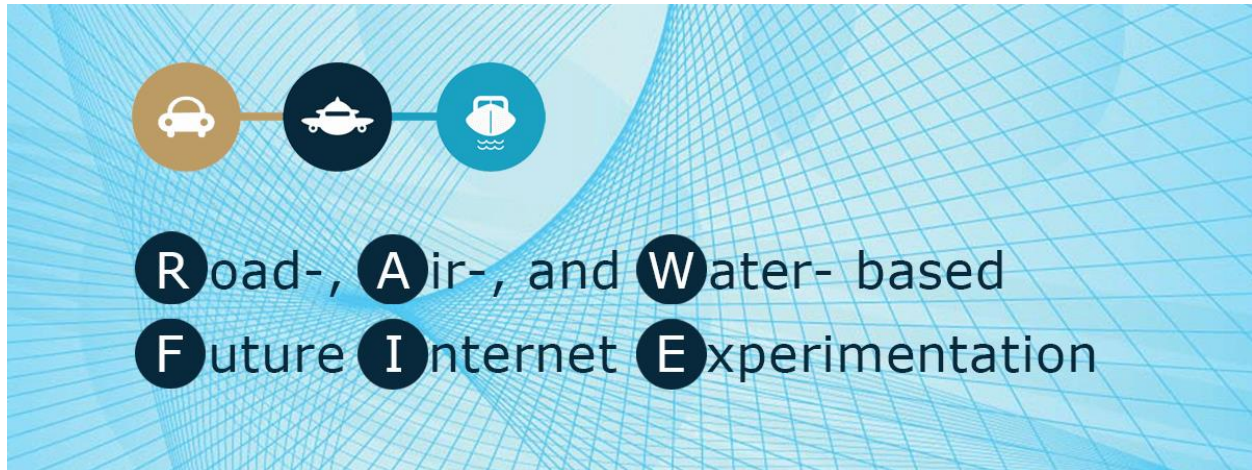 Road-, Air-, and Water- based
Future Internet Experimentation